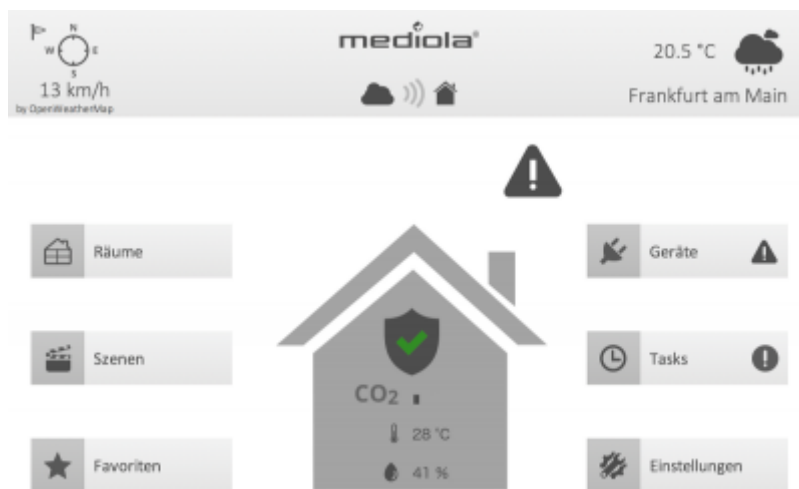 N
W E
S
13 km/h
by OpenWeatherMap
mediola®
20.5 °C
Frankfurt am Main
Räume
Szenen
Favoriten
CO2
28 °C
41 %
Geräte
Tasks
Einstellungen